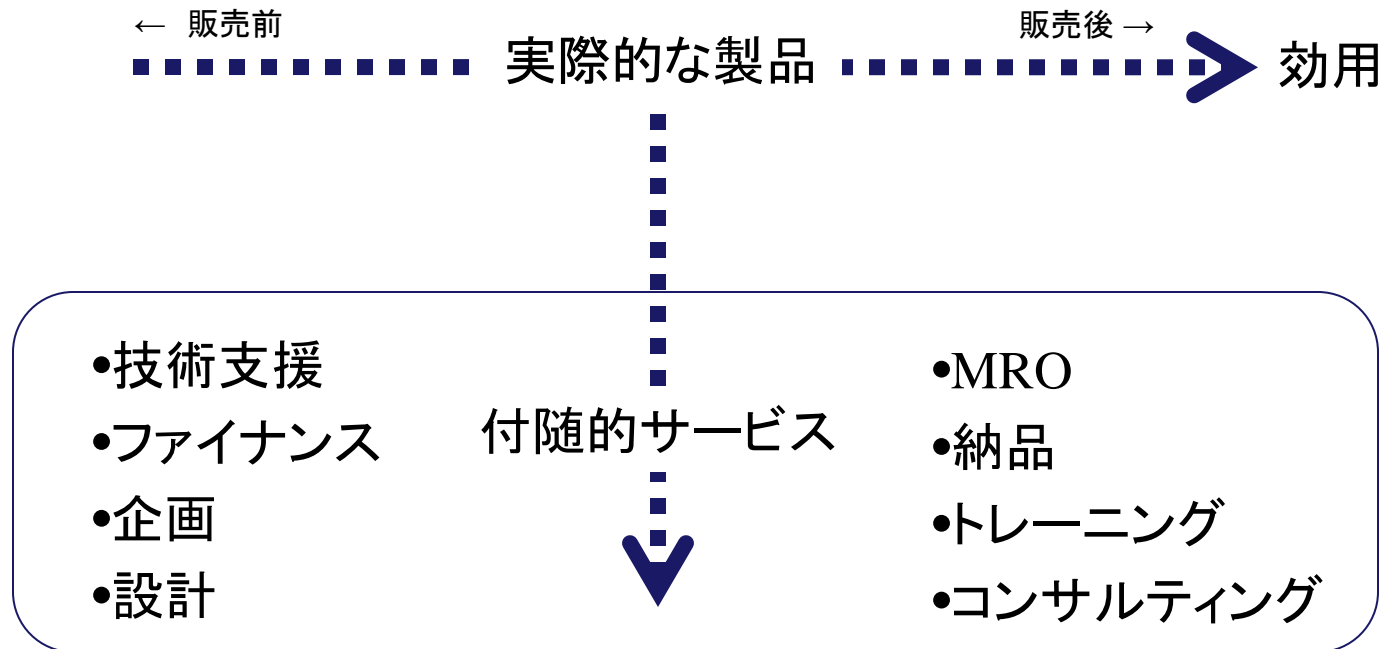 ← 販売前
販売後 →
実際的な製品
効用
•技術支援
•ファイナンス
•企画
•設計
付随的サービス
•MRO
•納品
•トレーニング
•コンサルティング